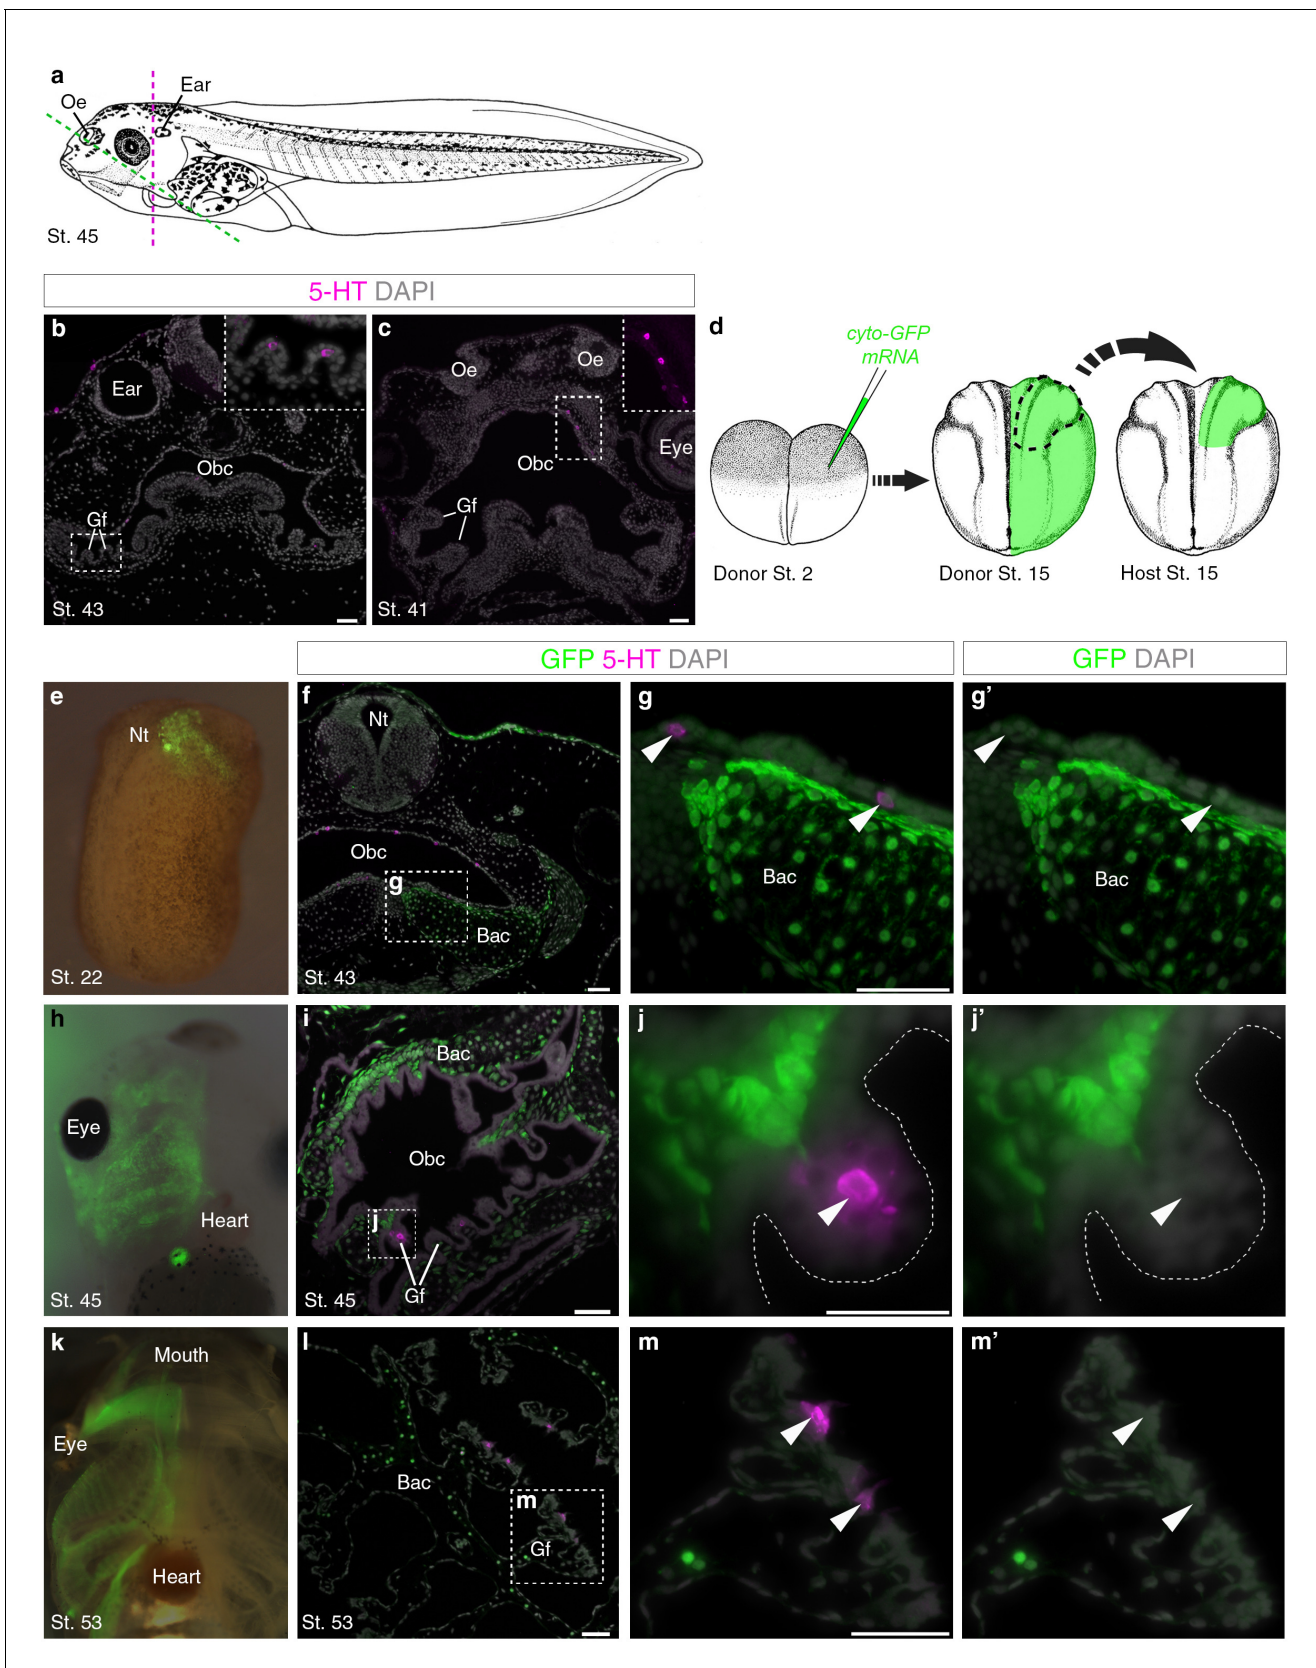 a
Ear
Oe
St. 45
5-HT DAPI
b
Ear
Obc
Gf
St. 43
c
Oe
Oe
Eye
Obc
Gf
St. 41
d
cyto-GFP
mRNA
Donor St. 2
Donor St. 15
Host St. 15
GFP 5-HT DAPI
GFP DAPI
e
Nt
St. 22
f
Nt
Obc
g
Bac
St. 43
g
Bac
g’
Bac
h
Eye
Heart
St. 45
i
Bac
Obc
j
Gf
St. 45
j
j’
k
Mouth
Eye
Heart
St. 53
l
Bac
m
Gf
St. 53
m
m’